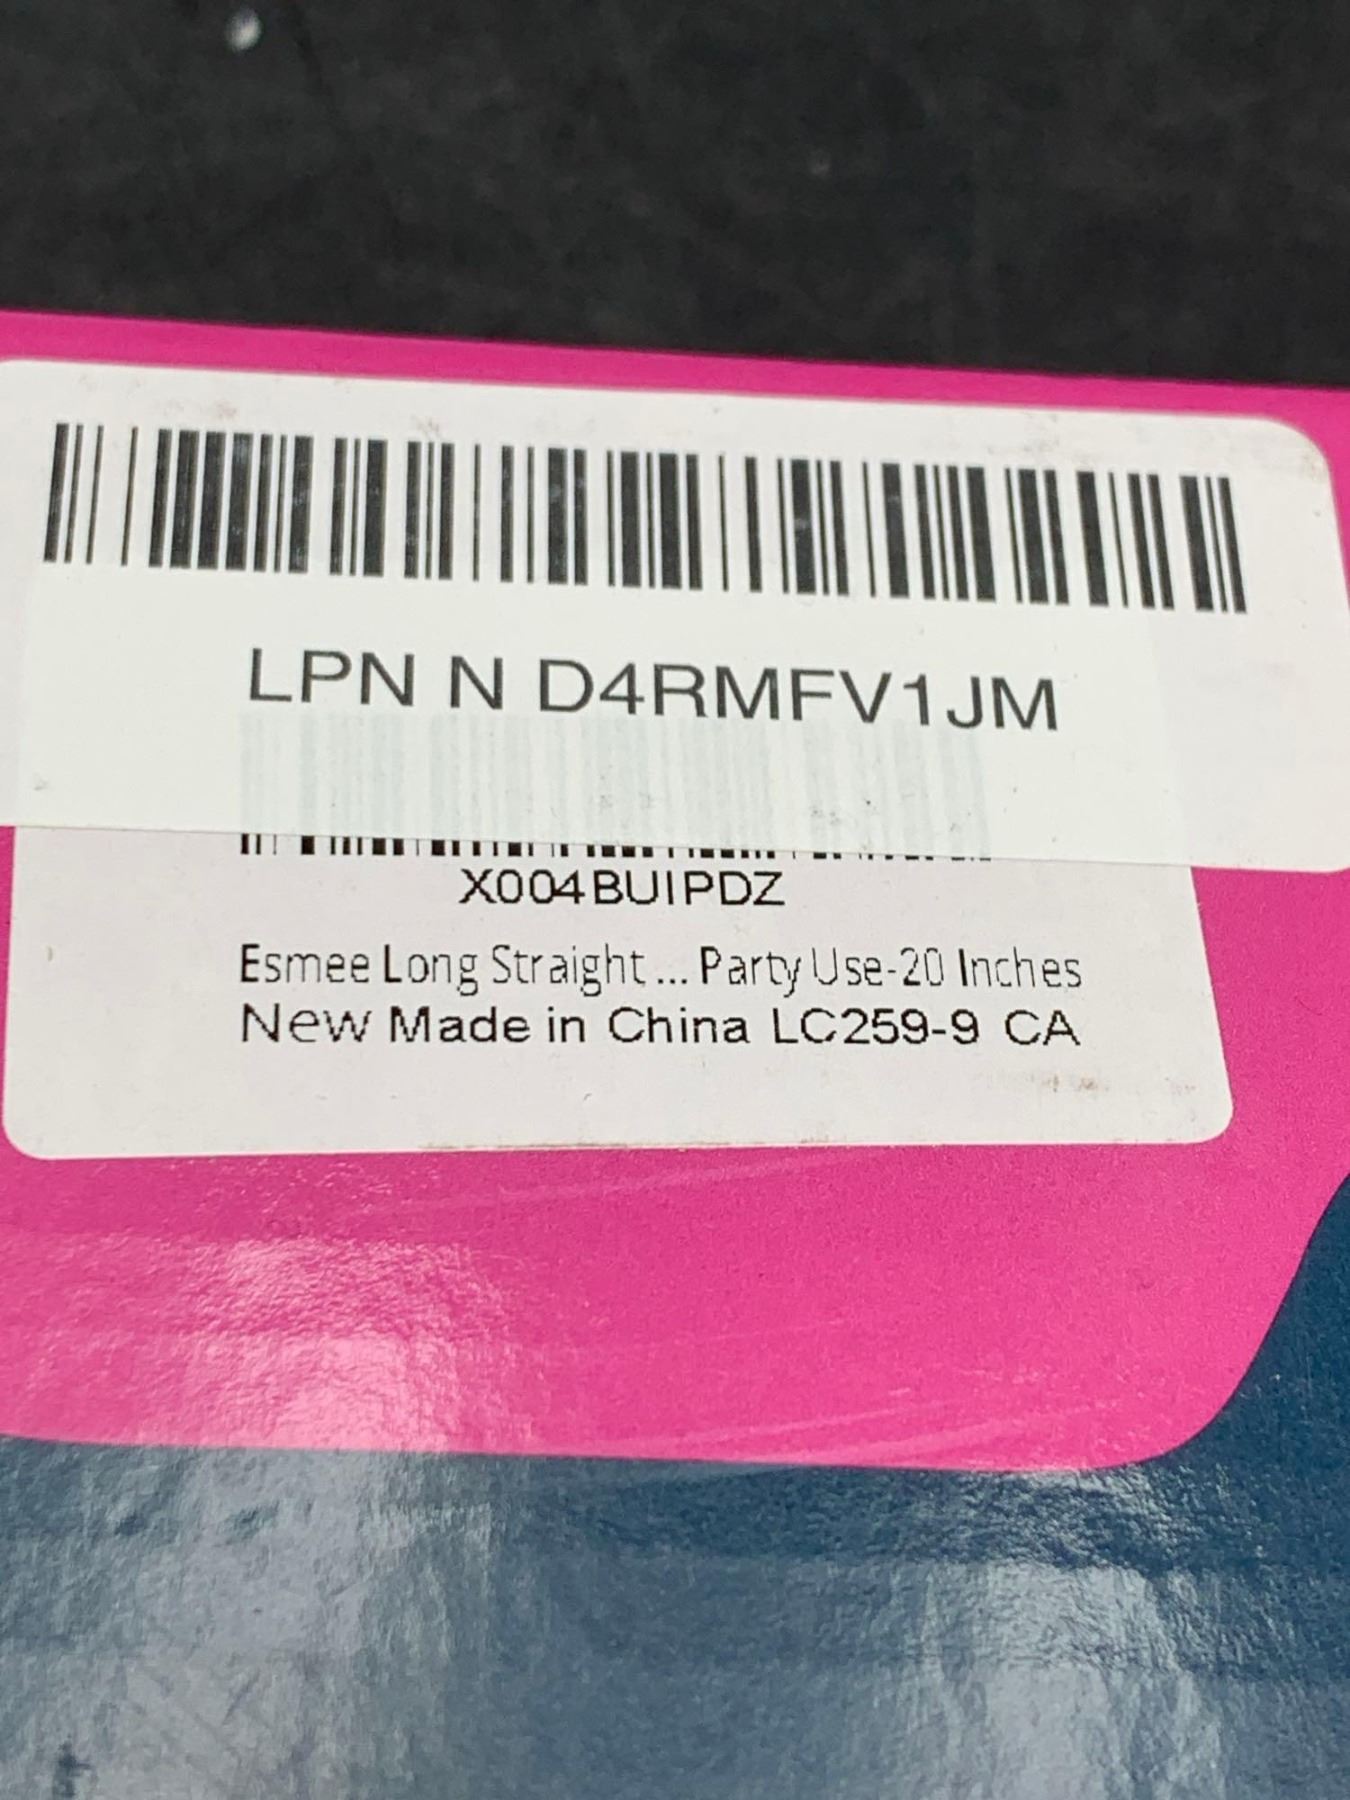 LPN N D4RMFV1JM
X004BUIPDZ
Esmee Long Straight ... Party Use-20 Inches
New Made in China LC259-9 CA